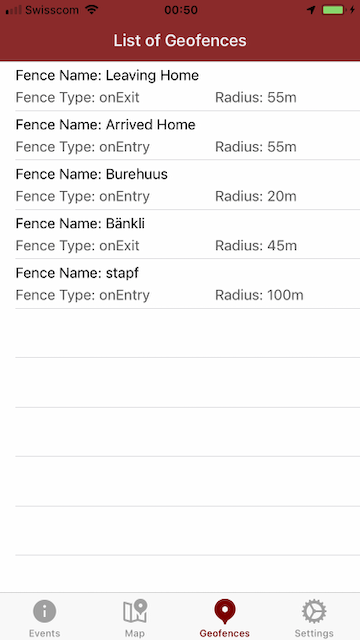 Swisscom 00:50
List of Geofences
Fence Name: Leaving Home
Fence Type: onExit Radius: 55m
Fence Name: Arrived Home
Fence Type: onEntry Radius: 55m
Fence Name: Burehuus
Fence Type: onEntry Radius: 20m
Fence Name: Bänkli
Fence Type: onExit Radius: 45m
Fence Name: stapf
Fence Type: onEntry Radius: 100m
Events Map Geofences Settings